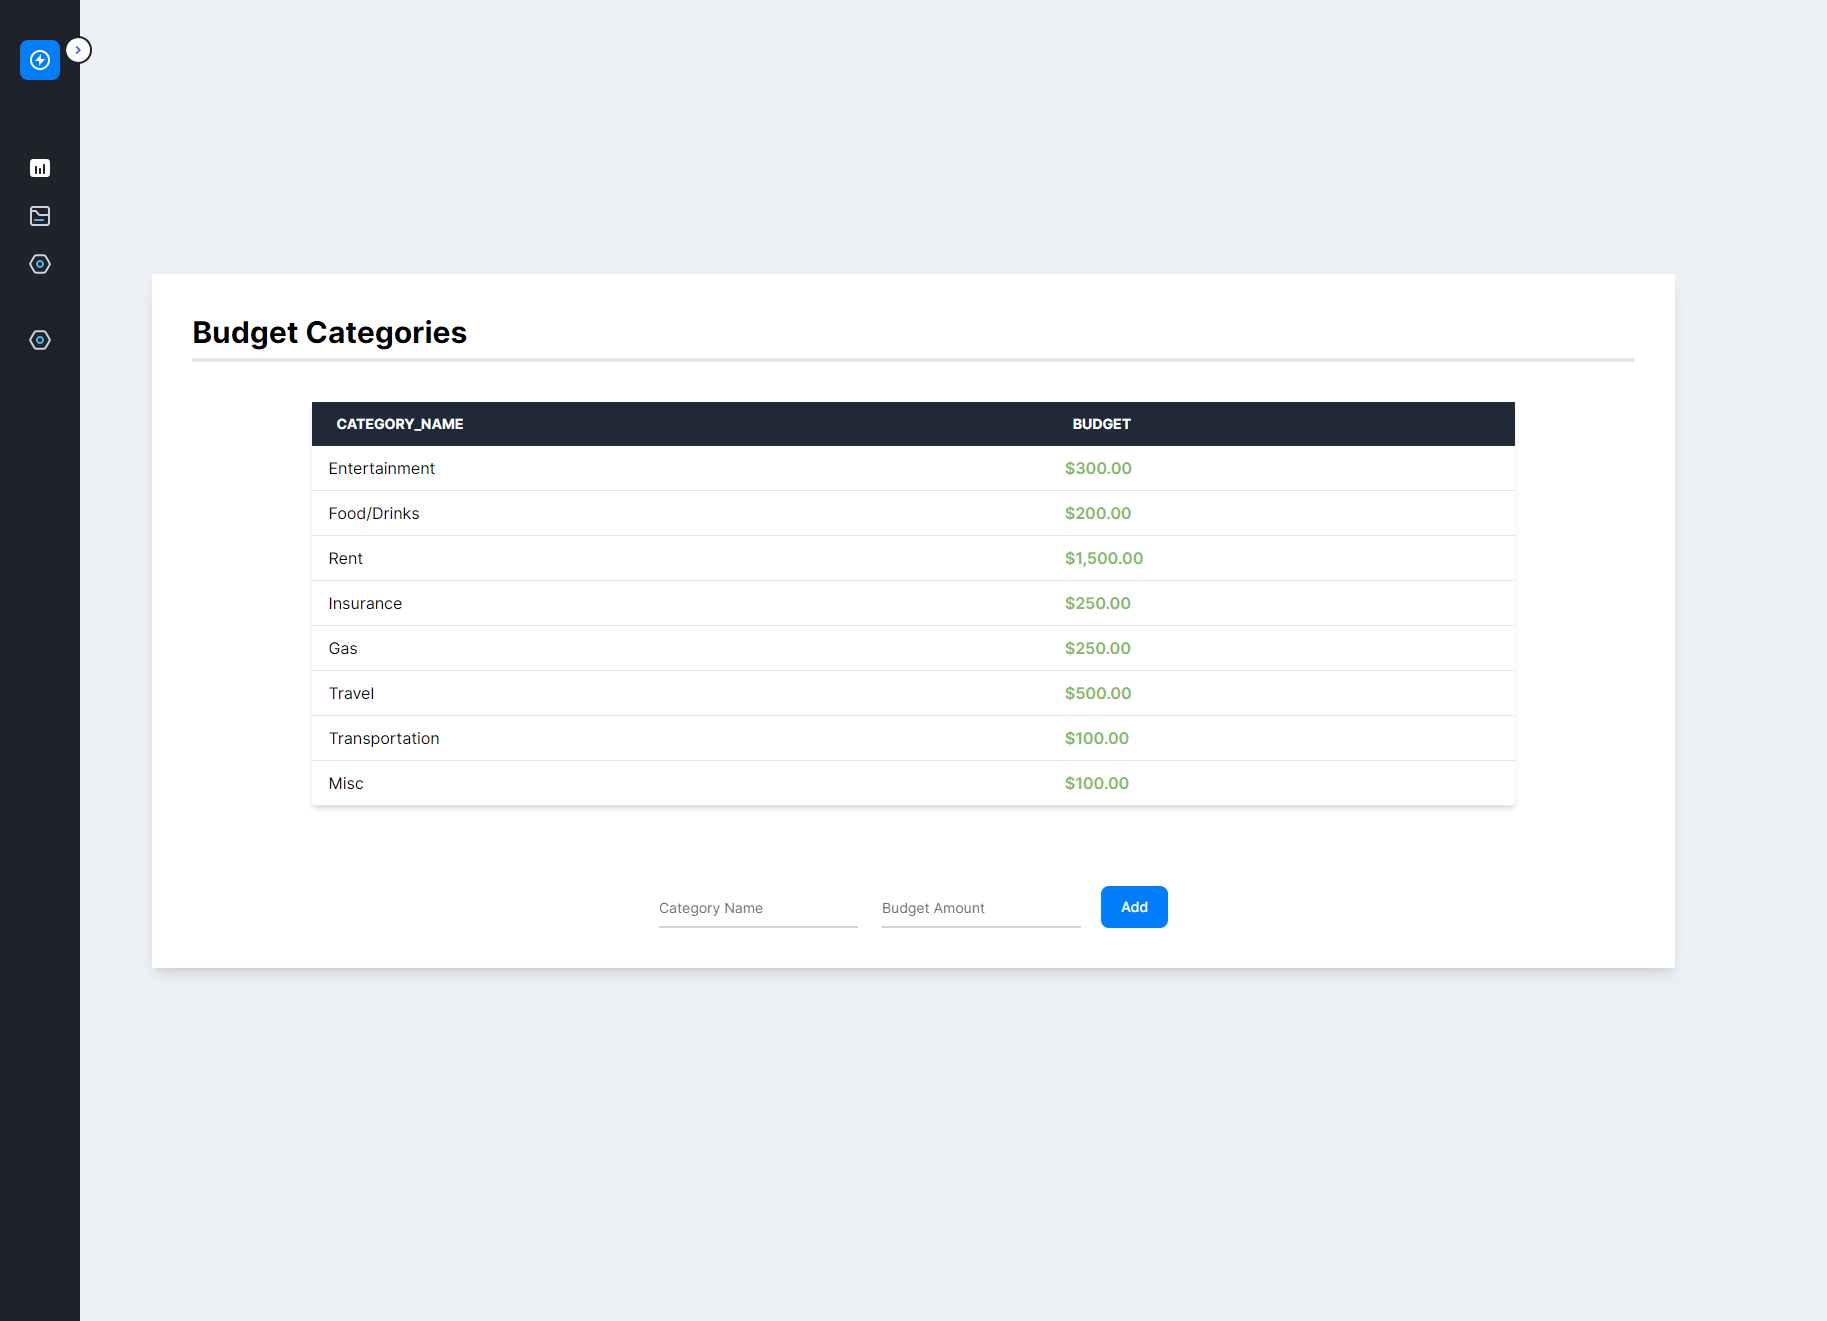 Budget Categories
CATEGORY_NAME BUDGET
Entertainment $300.00
Food/Drinks $200.00
Rent $1,500.00
Insurance $250.00
Gas $250.00
Travel $500.00
Transportation $100.00
Misc $100.00
Category Name Budget Amount Add